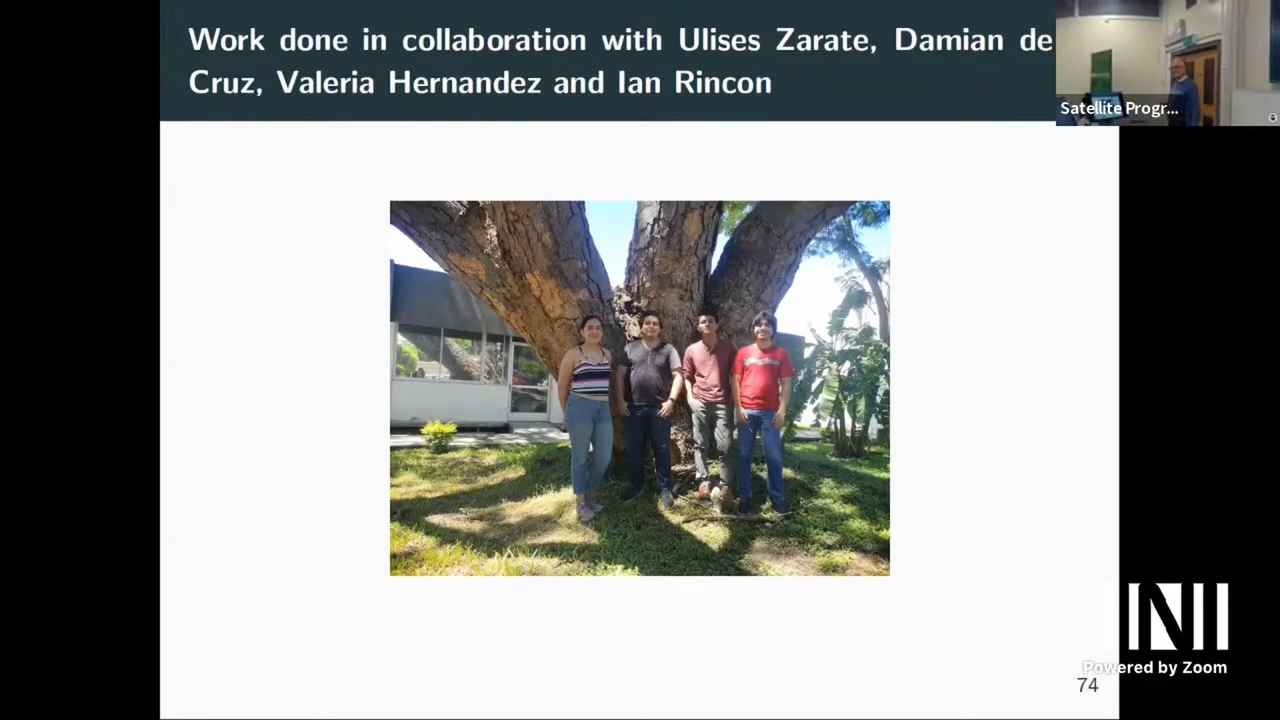 Work done in collaboration with Ulises Zarate, Damian de
Cruz, Valeria Hernandez and Ian Rincon
Satellite Progr...
INI
Powered by Zoom
74